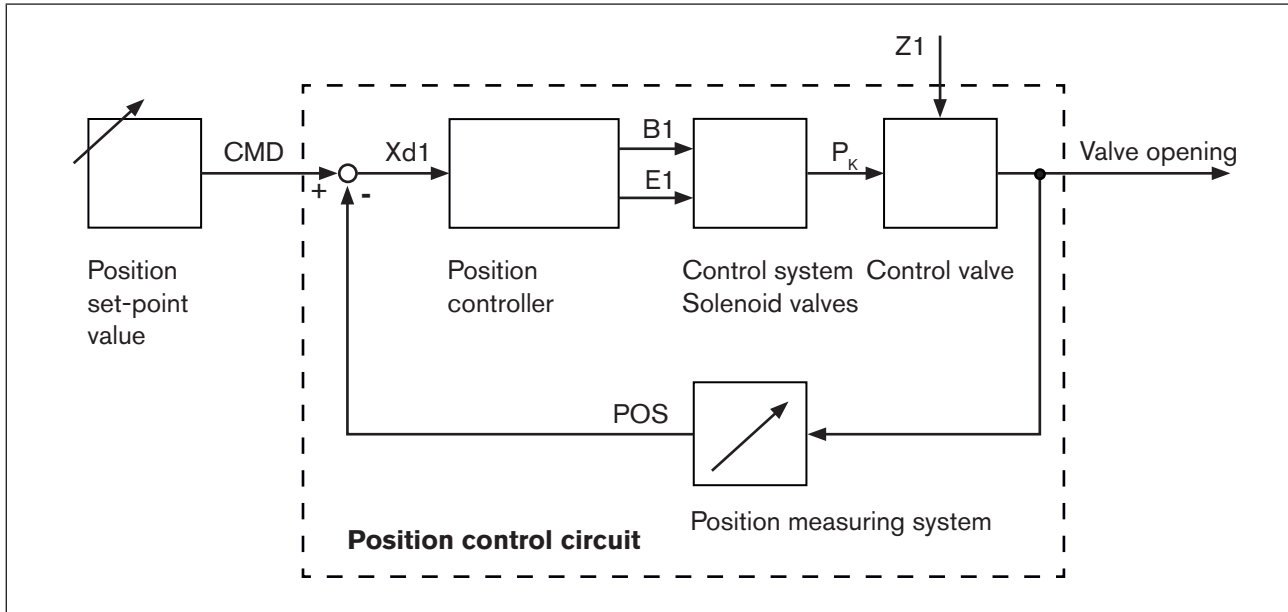 Z1
CMD
Xd1
B1
E1
PK
Valve opening
+
-
Position
set-point
value
Position
controller
Control system
Solenoid valves
Control valve
POS
Position measuring system
Position control circuit